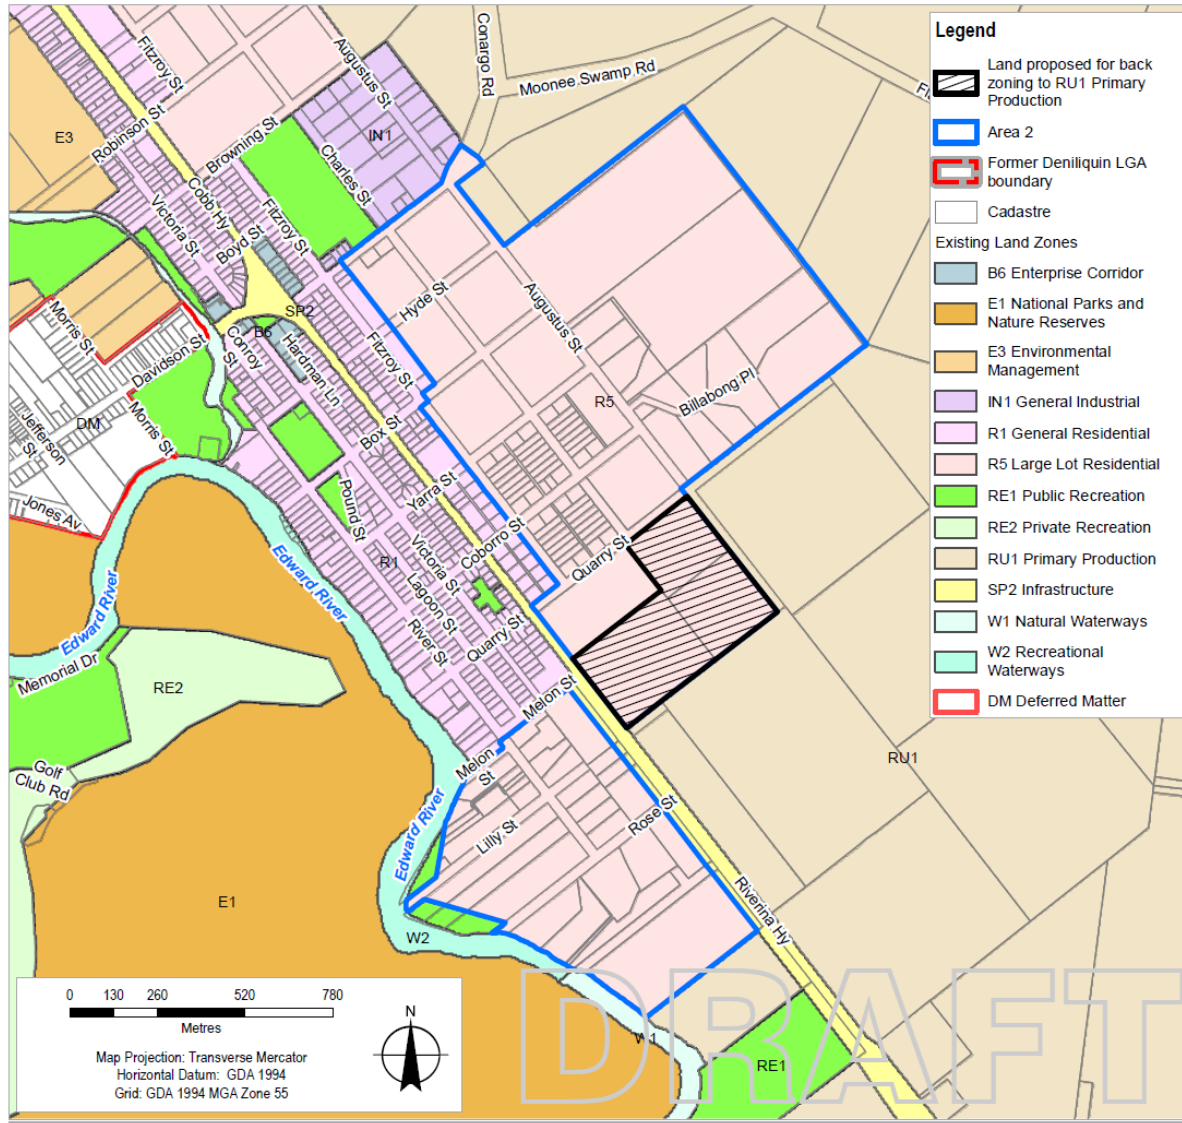 Conargo Rd
Moonee Swamp Rd
Fitzroy St
Augustus St
E3
Robinson St
Browning St
IN1
Charles St
Cobb Hy
Victoria St
Boyd St
Fitzroy St
SP2
Hyde St
Augustus St
Morris St
Davidson St
Conroy St
B6
Hardman Ln
Fitzroy St
Billabong Pl
R5
Jefferson St
DM
Morris St
Box St
Jones Av
Pound St
Yarra St
Coborro St
Quarry St
Edward River
R1
Victoria St
Lagoon St
River St
Quarry St
Edward River
Memorial Dr
RE2
Melon St
Melon St
Golf
Club Rd
Edward River
Lilly St
Rose St
RU1
E1
W2
Riverina Hy
W1
RE1
DRAFT
Legend
Land proposed for back
zoning to RU1 Primary
Production
Area 2
Former Deniliquin LGA
boundary
Cadastre
Existing Land Zones
B6 Enterprise Corridor
E1 National Parks and
Nature Reserves
E3 Environmental
Management
IN1 General Industrial
R1 General Residential
R5 Large Lot Residential
RE1 Public Recreation
RE2 Private Recreation
RU1 Primary Production
SP2 Infrastructure
W1 Natural Waterways
W2 Recreational
Waterways
DM Deferred Matter
0 130 260 520 780
Metres
Map Projection: Transverse Mercator
Horizontal Datum: GDA 1994
Grid: GDA 1994 MGA Zone 55
N